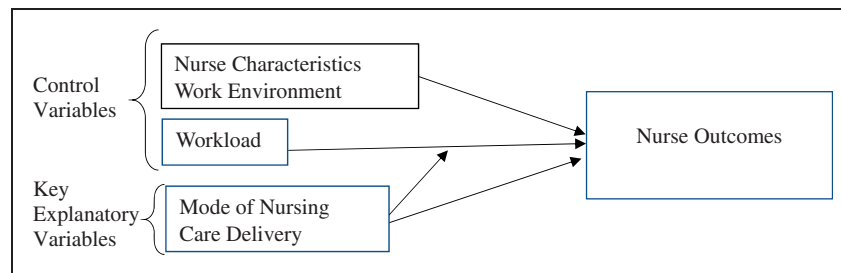 Control
Variables
Nurse Characteristics
Work Environment
Workload
Nurse Outcomes
Key
Explanatory
Variables
Mode of Nursing
Care Delivery